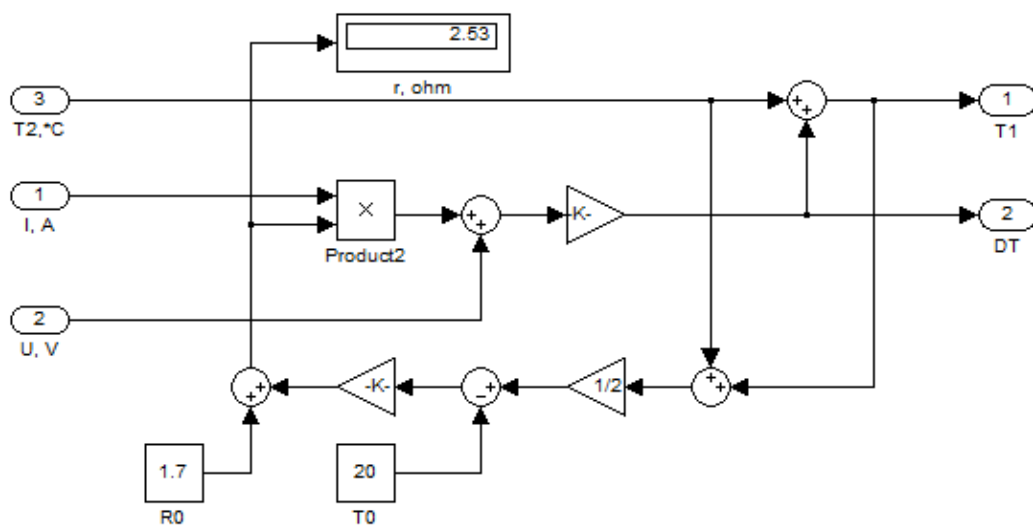 2.53
r, ohm
3
T2,*C
+
+
1
T1
1
I, A
×
Product2
+
+
K-
2
DT
2
U, V
+
+
-K-
+
−
1/2
+
+
1.7
R0
20
T0